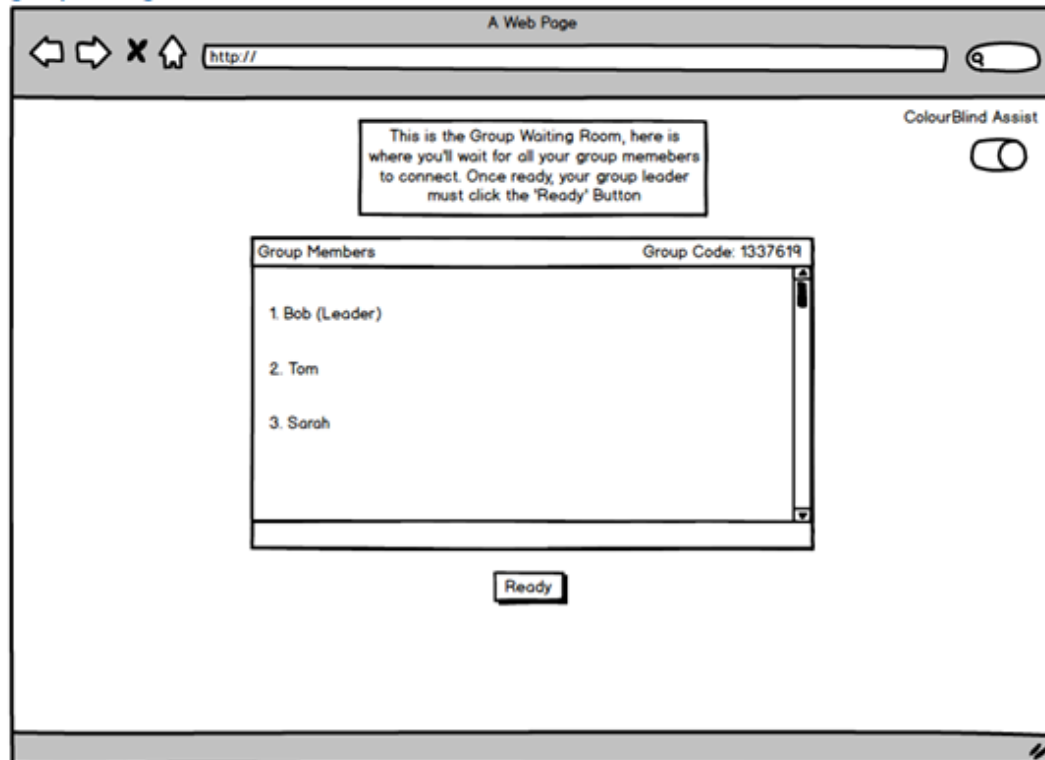 A Web Page
http://
ColourBlind Assist
This is the Group Waiting Room, here is
where you'll wait for all your group memebers
to connect. Once ready, your group leader
must click the 'Ready' Button
Group Members Group Code: 1337619
1. Bob (Leader)
2. Tom
3. Sarah
Ready